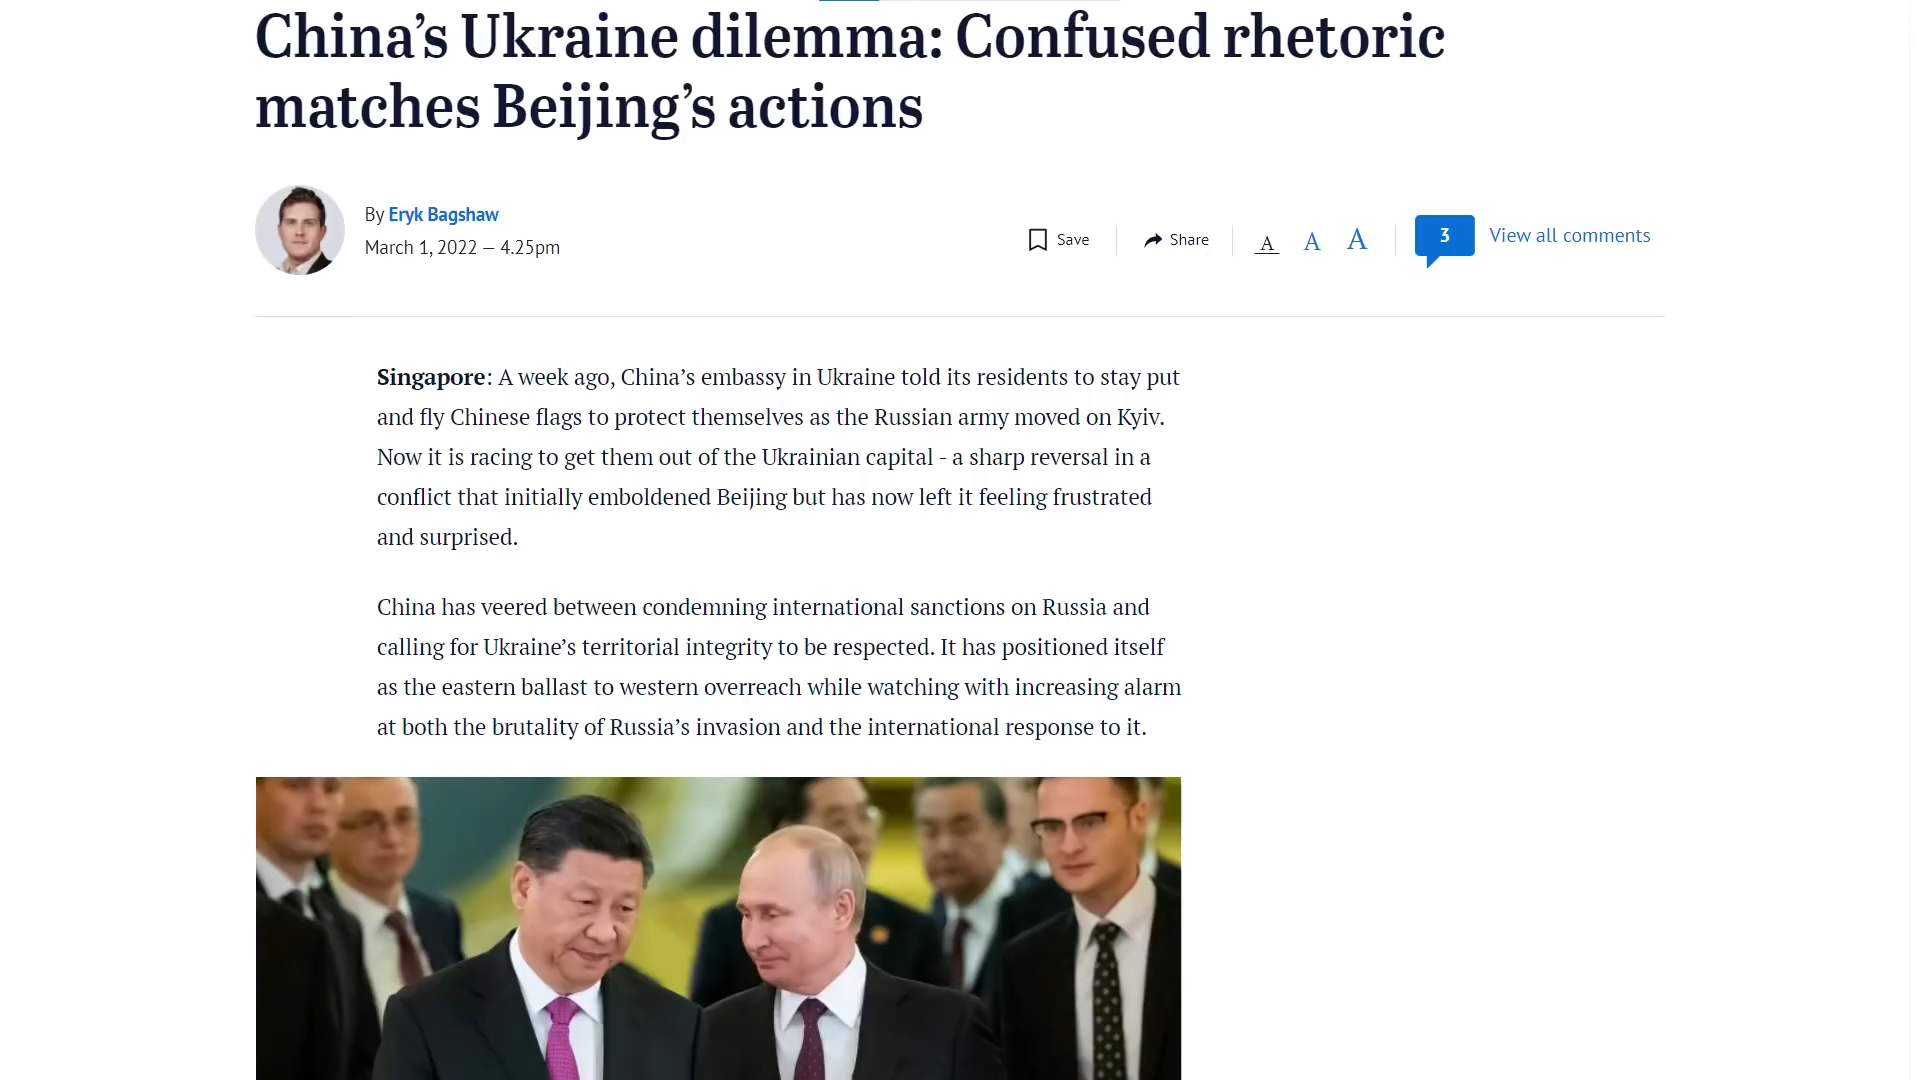 China’s Ukraine dilemma: Confused rhetoric
matches Beijing’s actions
By Eryk Bagshaw
March 1, 2022 — 4.25pm
Save
Share
A
A
A
3
View all comments
Singapore: A week ago, China’s embassy in Ukraine told its residents to stay put
and fly Chinese flags to protect themselves as the Russian army moved on Kyiv.
Now it is racing to get them out of the Ukrainian capital - a sharp reversal in a
conflict that initially emboldened Beijing but has now left it feeling frustrated
and surprised.
China has veered between condemning international sanctions on Russia and
calling for Ukraine’s territorial integrity to be respected. It has positioned itself
as the eastern ballast to western overreach while watching with increasing alarm
at both the brutality of Russia’s invasion and the international response to it.